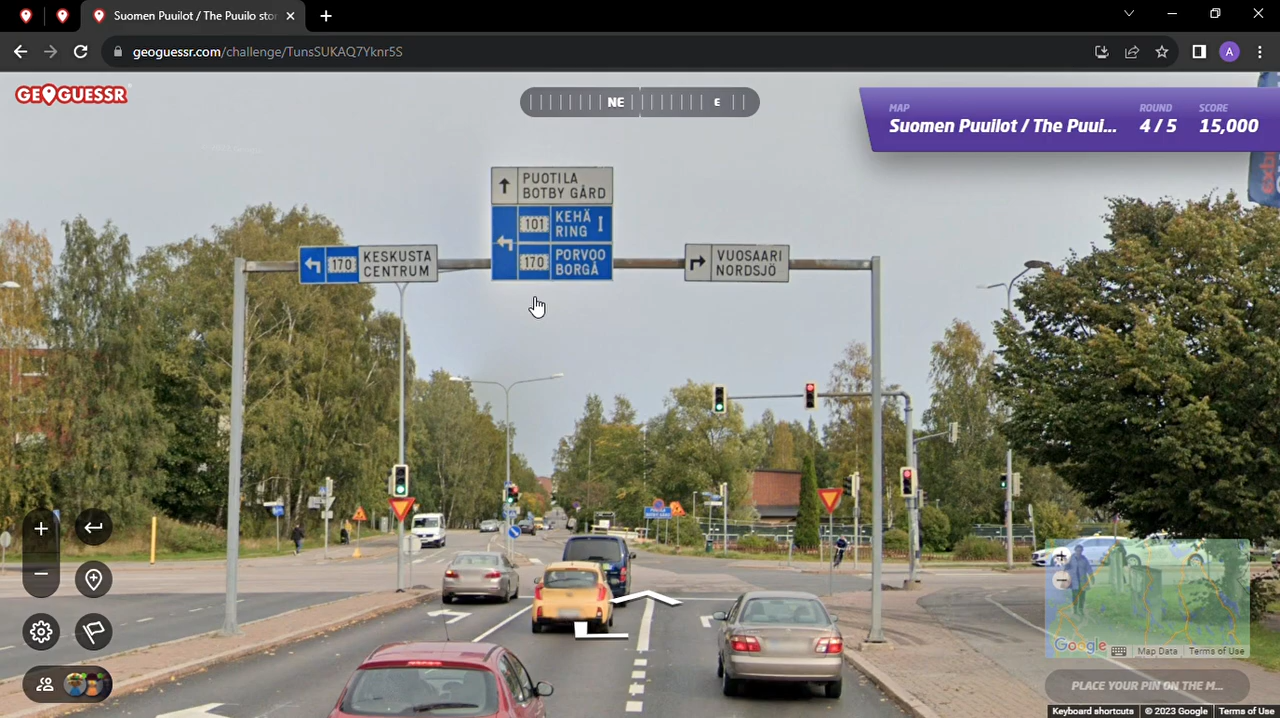 Suomen Puuilot / The Puuilo sto
geoguessr.com/challenge/TunsSUKAQ7Yknr5S
A
GEOGUESSR
NE
E
MAP
Suomen Puuilot / The Puui...
ROUND
4 / 5
SCORE
15,000
PUOTILA
BOTBY GÅRD
101 KEHÄ
RING I
170 PORVOO
BORGÅ
170 KESKUSTA
CENTRUM
VUOSAARI
NORDSJÖ
Google
Map Data
Terms of Use
PLACE YOUR PIN ON THE M...
Keyboard shortcuts
© 2023 Google
Terms of Use